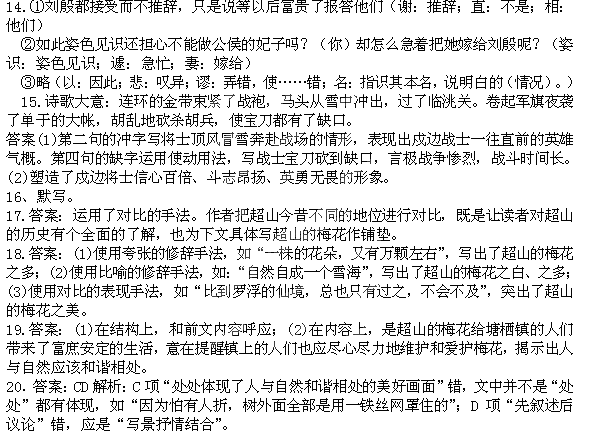 14.①刘殷都接受而不推辞，只是说等以后富贵了报答他们（谢：推辞；直：不是；相：
他们）
②如此姿色见识还担心不能做公侯的妃子吗？（你）却怎么急着把她嫁给刘殷呢？（姿
识：姿色见识；遽：急忙；妻：嫁给）
③略（以：因此；悲：叹异；谬：弄错，使……错；名：指识其本名，说明白的（情况）。）
15.诗歌大意：连环的金带束紧了战袍，马头从雪中冲出，过了临洮关。卷起军旗夜袭
了单于的大帐，胡乱地砍杀胡兵，使宝刀都有了缺口。
答案(1)第二句的冲字写将士顶风冒雪奔赴战场的情形，表现出戍边战士一往直前的英雄
气概。第四句的缺字运用使动用法，写战士宝刀砍到缺口，言极战争惨烈，战斗时间长。
(2)塑造了戍边将士信心百倍、斗志昂扬、英勇无畏的形象。
16、默写。
17.答案：运用了对比的手法。作者把超山今昔不同的地位进行对比，既是让读者对超山
的历史有个全面的了解，也为下文具体写超山的梅花作铺垫。
18.答案：(1)使用夸张的修辞手法，如“一株的花朵，又有万颗左右”，写出了超山的梅花
之多；(2)使用比喻的修辞手法，如：“自然自成一个雪海”，写出了超山的梅花之白、之多；
(3)使用对比的表现手法，如“比到罗浮的仙境，总也只有过之，不会不及”，突出了超山
的梅花之美。
19.答案：(1)在结构上，和前文内容呼应；(2)在内容上，是超山的梅花给塘栖镇的人们
带来了富庶安定的生活，意在提醒镇上的人们也应尽心尽力地维护和爱护梅花，揭示出人
与自然应该和谐相处。
20.答案：CD 解析：C 项“处处体现了人与自然和谐相处的美好画面”错，文中并不是“处
处”都有体现，如“因为怕有人折，树外面全部是用一铁丝网罩住的”；D 项“先叙述后
议论”错，应是“写景抒情结合”。